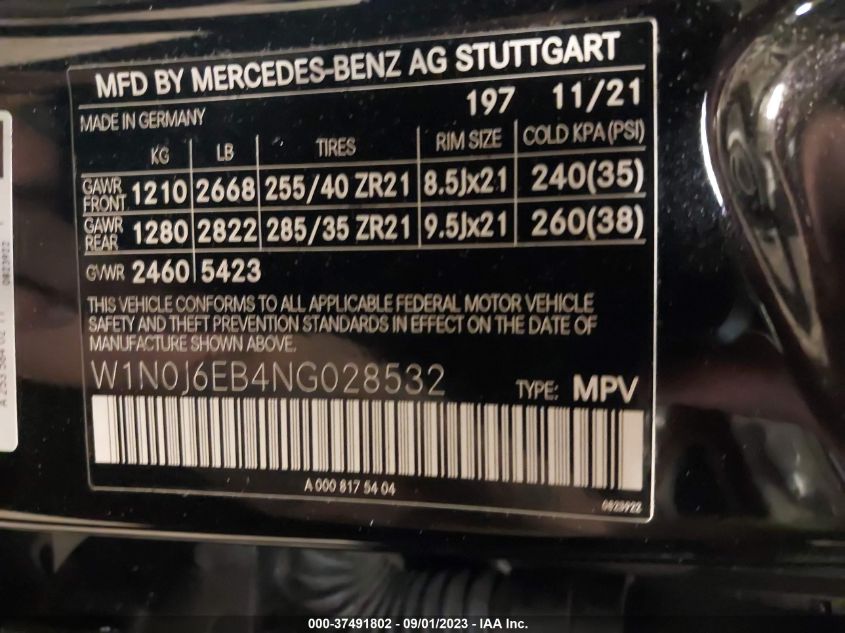 MFD BY MERCEDES-BENZ AG STUTTGART
197 11/21
MADE IN GERMANY
KG LB TIRES RIM SIZE COLD KPA (PSI)
GAWR FRONT 1210 2668 255/40 ZR21 8.5Jx21 240(35)
GAWR REAR 1280 2822 285/35 ZR21 9.5Jx21 260(38)
GVWR 2460 5423
THIS VEHICLE CONFORMS TO ALL APPLICABLE FEDERAL MOTOR VEHICLE
SAFETY AND THEFT PREVENTION STANDARDS IN EFFECT ON THE DATE OF
MANUFACTURE SHOWN ABOVE.
W1N0J6EB4NG028532 TYPE: MPV
A 000 817 54 04
0823922
000-37491802 - 09/01/2023 - IAA Inc.